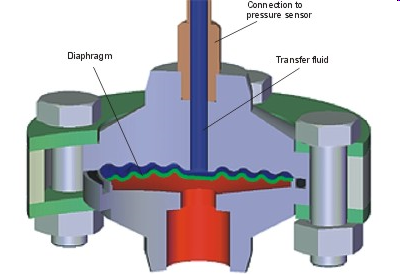 Connection to
pressure sensor
Diaphragm
Transfer fluid